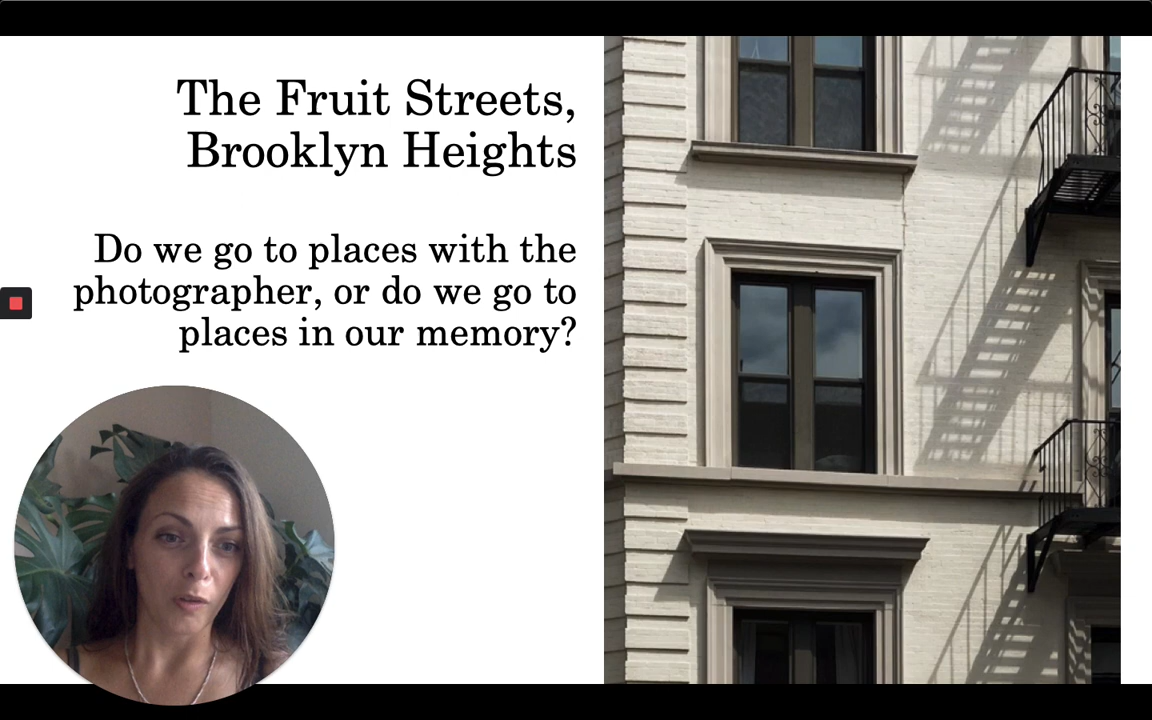 The Fruit Streets,
Brooklyn Heights
Do we go to places with the
photographer, or do we go to
places in our memory?